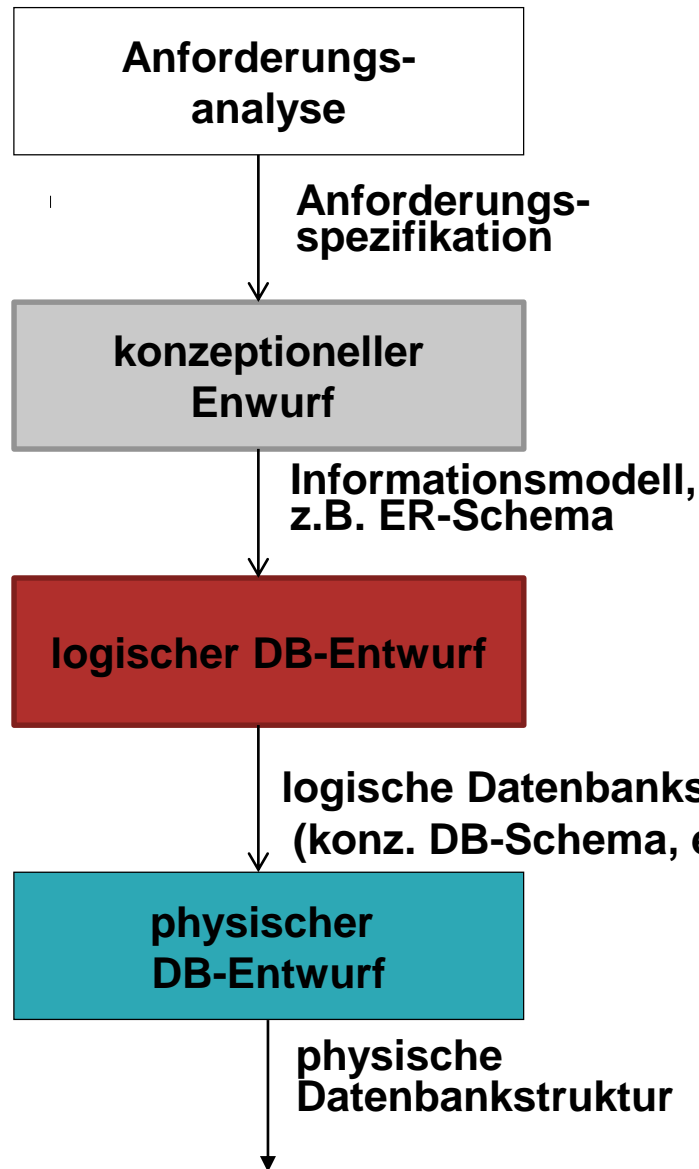 Anforderungs-
analyse
Anforderungs-
spezifikation
konzeptioneller
Enwurf
Informationsmodell,
z.B. ER-Schema
logischer DB-Entwurf
logische Datenbanks
(konz. DB-Schema, e
physischer
DB-Entwurf
physische
Datenbankstruktur